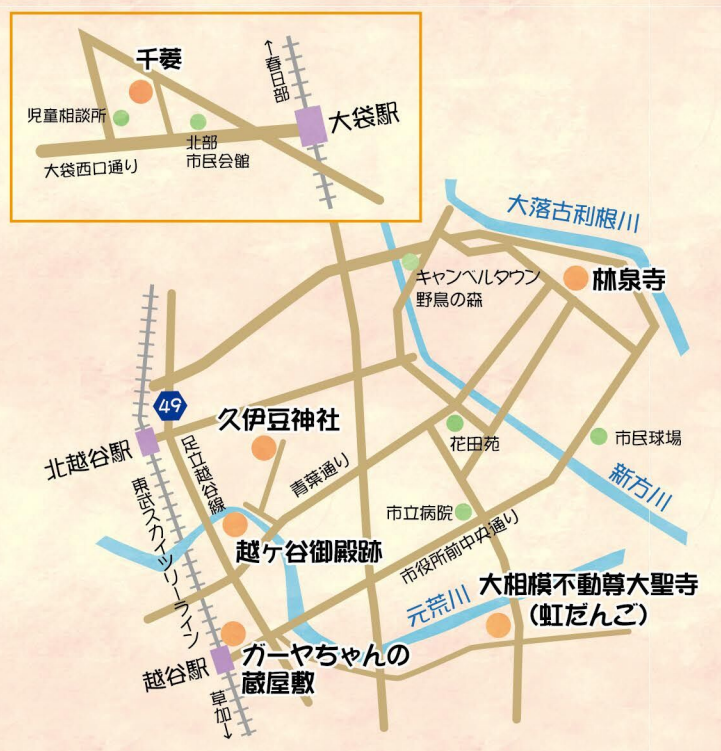 千菱
↑春日部
児童相談所
大袋駅
北部
市民会館
大袋西口通り
大落古利根川
キャンベルタウン
野鳥の森
林泉寺
49
久伊豆神社
北越谷駅
足立越谷線
花田苑
市民球場
青葉通り
新方川
東武スカイツリーライン
市立病院
越ヶ谷御殿跡
市役所前中央通り
大相模不動尊大聖寺
(虹だんご)
元荒川
ガーヤちゃんの
蔵屋敷
越谷駅
草加→